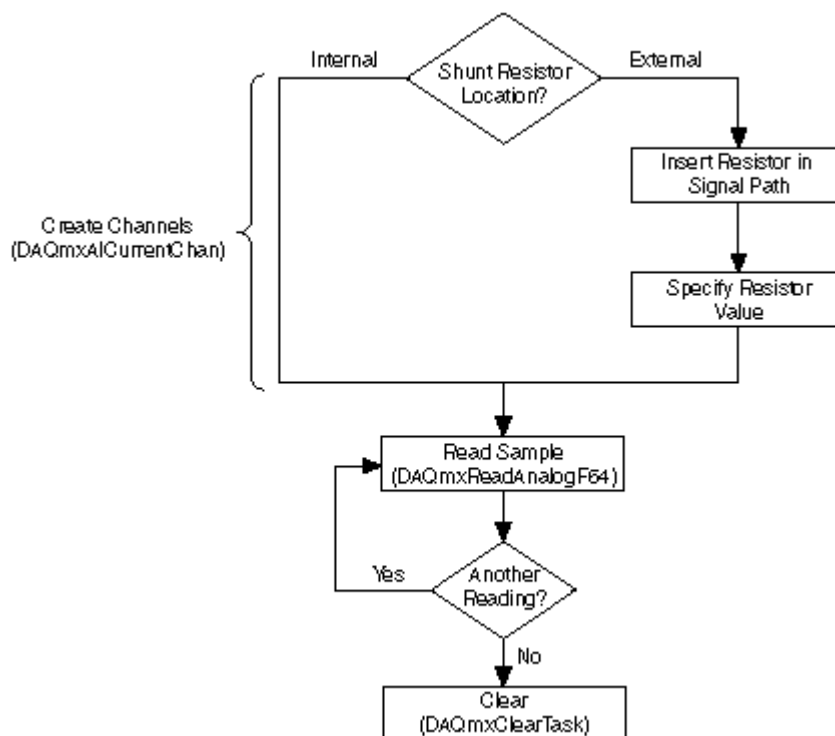 Internal
Shunt Resistor
Location?
External
Insert Resistor in
Signal Path
Create Channels
(DAQmxAICurrentChan)
Specify Resistor
Value
Read Sample
(DAQmxReadAnalogF64)
Yes
Another
Reading?
No
Clear
(DAQmxClearTask)